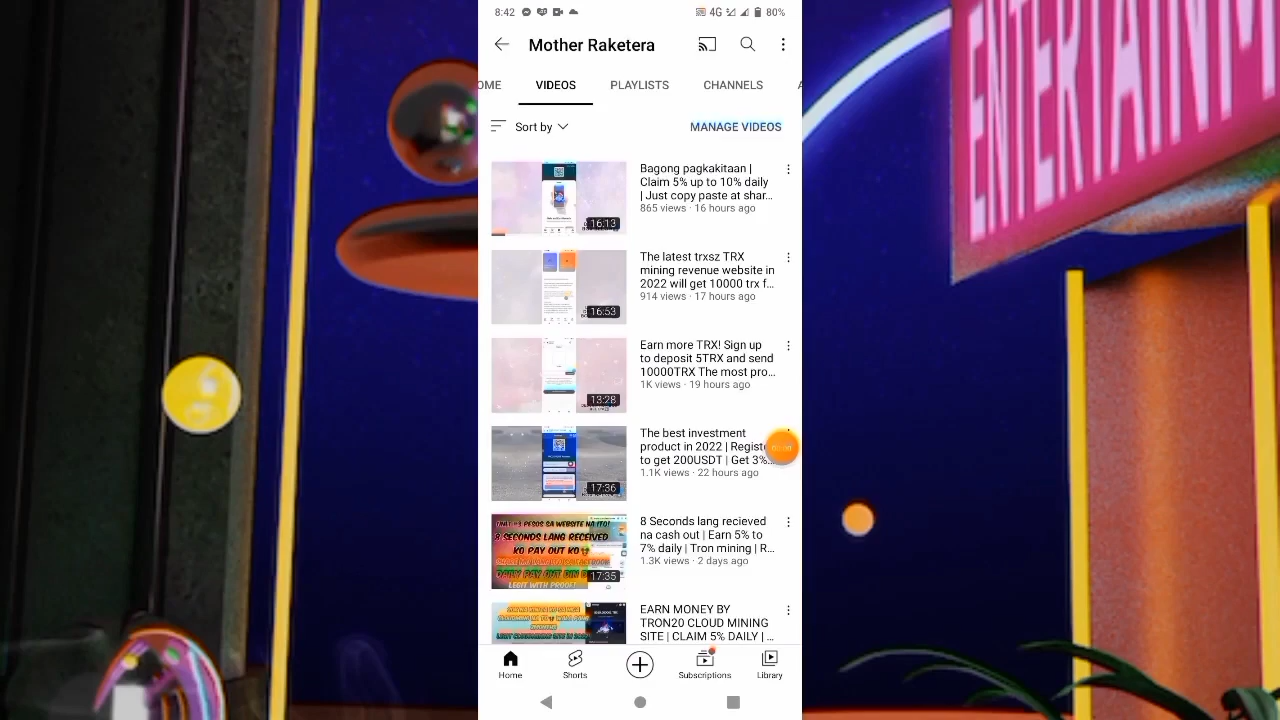 8:42
4G
80%
Mother Raketera
OME
VIDEOS
PLAYLISTS
CHANNELS
Sort by
MANAGE VIDEOS
Bagong pagkakitaan |
Claim 5% up to 10% daily
| Just copy paste at shar...
865 views · 16 hours ago
16:13
The latest trxsz TRX
mining revenue website in
2022 will get 10000 trx f...
914 views · 17 hours ago
16:53
Earn more TRX! Sign up
to deposit 5TRX and send
10000TRX The most pro...
1K views · 19 hours ago
13:28
The best investment
product in 2022 | Registe
to get 200USDT | Get 3%...
1.1K views · 22 hours ago
17:36
8 SECONDS LANG RECEIVED
KO PAY OUT KO
LEGIT WITH PROOF!
17:35
8 Seconds lang recieved
na cash out | Earn 5% to
7% daily | Tron mining | R...
1.3K views · 2 days ago
EARN MONEY BY
TRON20 CLOUD MINING
SITE | CLAIM 5% DAILY | ...
Home
Shorts
Subscriptions
Library
ENTERTAINM